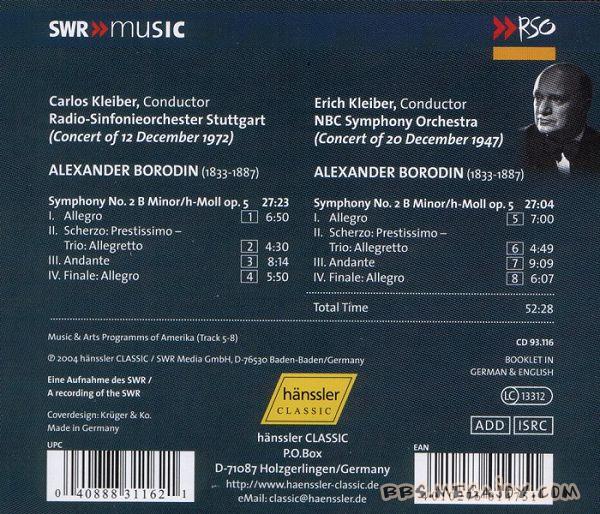 SWR>>MUSIC
>>RSO
Carlos Kleiber, Conductor
Radio-Sinfonieorchester Stuttgart
(Concert of 12 December 1972)
ALEXANDER BORODIN (1833-1887)
Symphony No. 2 B Minor/h-Moll op. 5 27:23
I. Allegro 1 6:50
II. Scherzo: Prestissimo –
Trio: Allegretto 2 4:30
III. Andante 3 8:14
IV. Finale: Allegro 4 5:50
Erich Kleiber, Conductor
NBC Symphony Orchestra
(Concert of 20 December 1947)
ALEXANDER BORODIN (1833-1887)
Symphony No. 2 B Minor/h-Moll op. 5 27:04
I. Allegro 5 7:00
II. Scherzo: Prestissimo –
Trio: Allegretto 6 4:49
III. Andante 7 9:09
IV. Finale: Allegro 8 6:07
Total Time 52:28
Music & Arts Programms of Amerika (Track 5-8)
℗ 2004 hänssler CLASSIC / SWR Media GmbH, D-76530 Baden-Baden/Germany
Eine Aufnahme des SWR /
A recording of the SWR
Coverdesign: Krüger & Ko.
Made in Germany
CD 93.116
BOOKLET IN
GERMAN & ENGLISH
LC 13312
ADD ISRC
hänssler
CLASSIC
hänssler CLASSIC
P.O.Box
D-71087 Holzgerlingen/Germany
http://www.haenssler-classic.de
eMail: classic@haenssler.de
UPC
0 40888 31162 1
EAN
BBS.MEGAJOY.COM